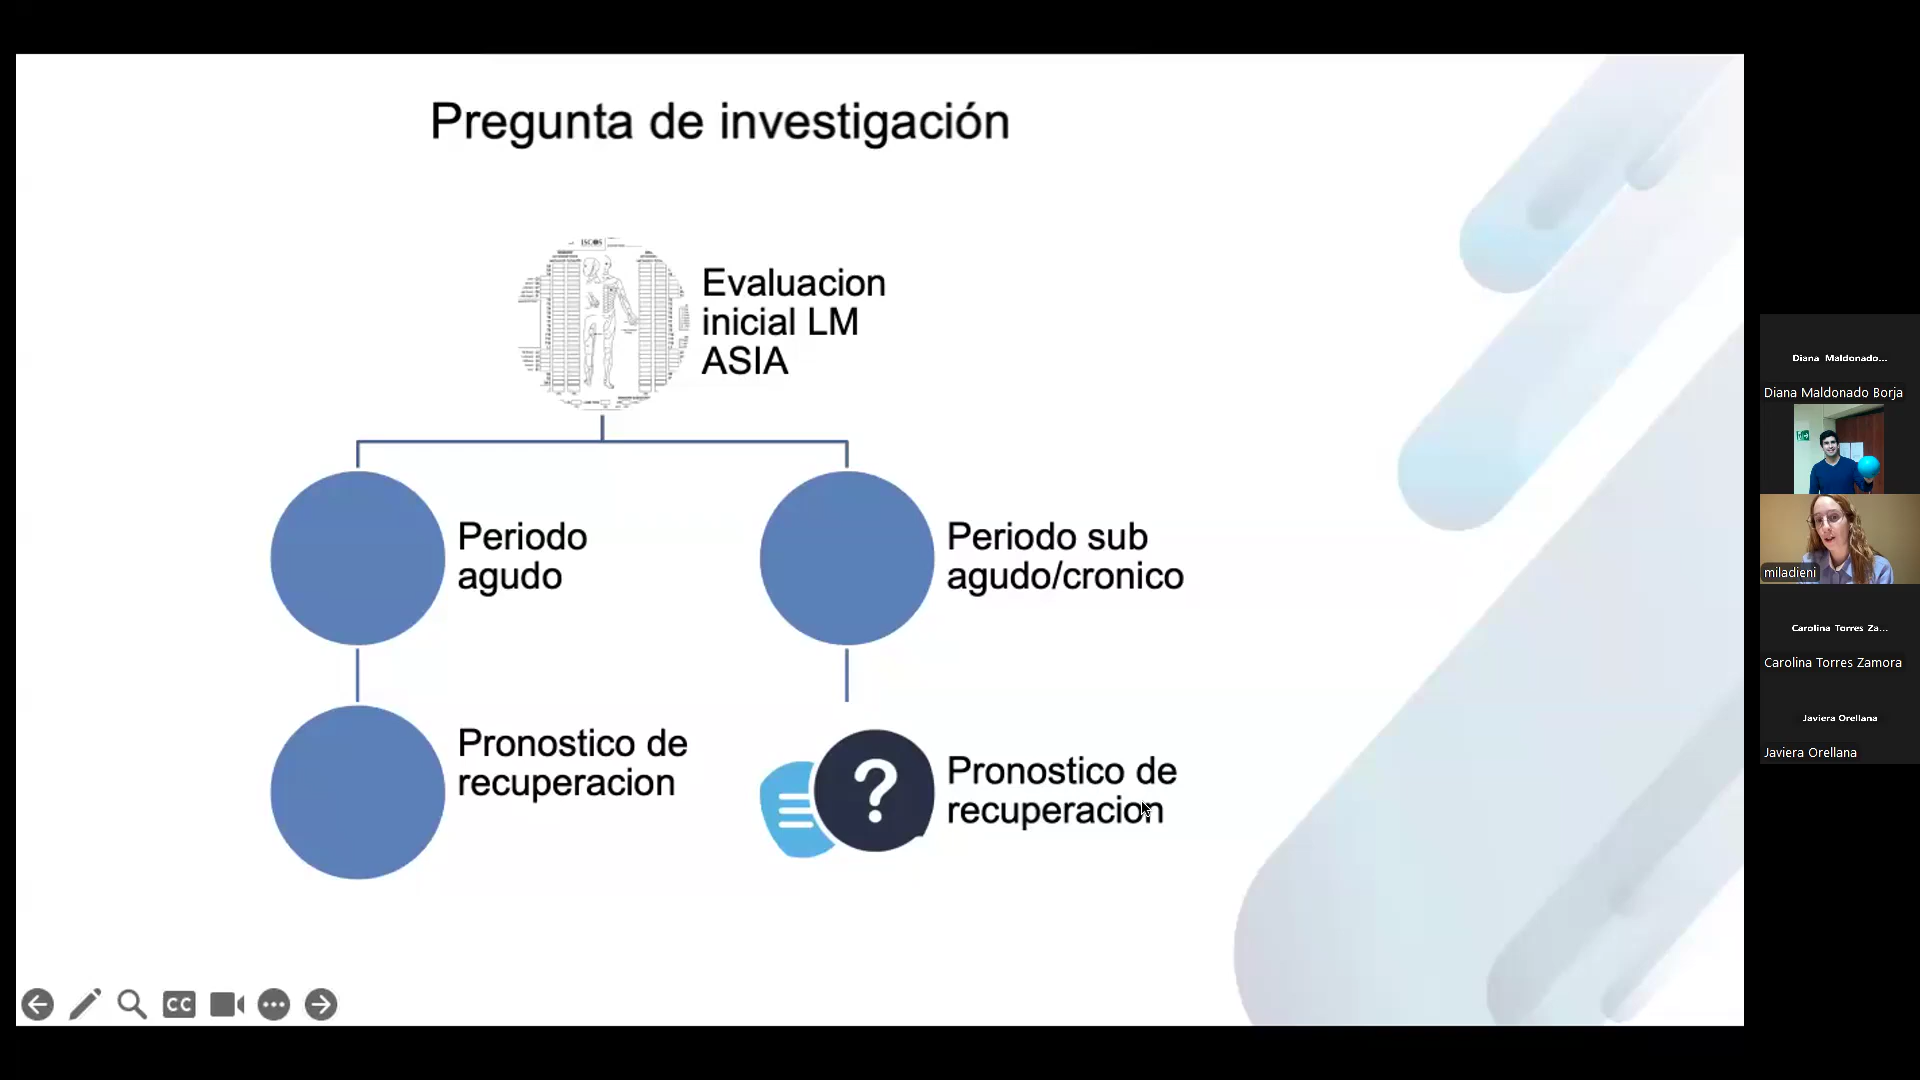 Pregunta de investigación
ISCOS
Evaluacion
inicial LM
ASIA
Periodo
agudo
Periodo sub
agudo/cronico
Pronostico de
recuperacion
?
Pronostico de
recuperacion
CC
Diana Maldonado...
Diana Maldonado Borja
miladieni
Carolina Torres Za...
Carolina Torres Zamora
Javiera Orellana
Javiera Orellana